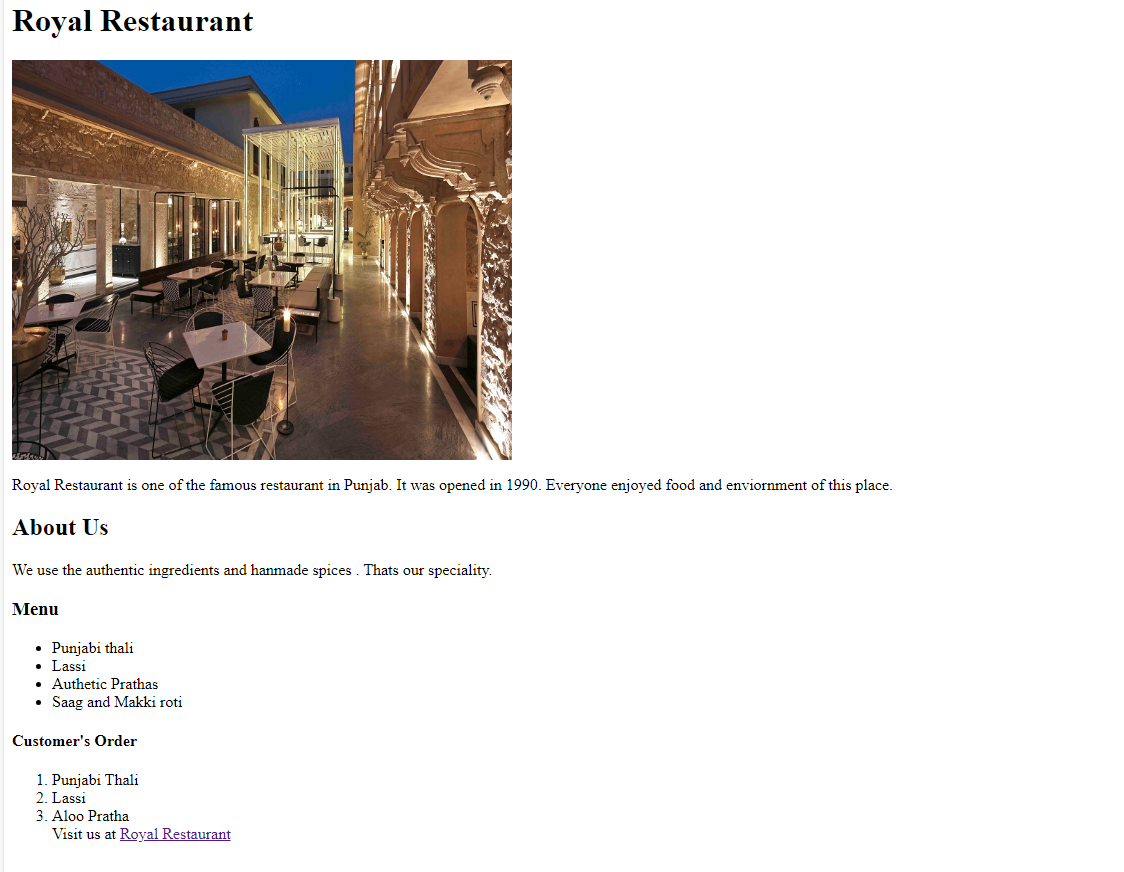 Royal Restaurant
Royal Restaurant is one of the famous restaurant in Punjab. It was opened in 1990. Everyone enjoyed food and enviornment of this place.
About Us
We use the authentic ingredients and hanmade spices . Thats our speciality.
Menu
• Punjabi thali
• Lassi
• Authetic Prathas
• Saag and Makki roti
Customer's Order
1. Punjabi Thali
2. Lassi
3. Aloo Pratha
Visit us at Royal Restaurant